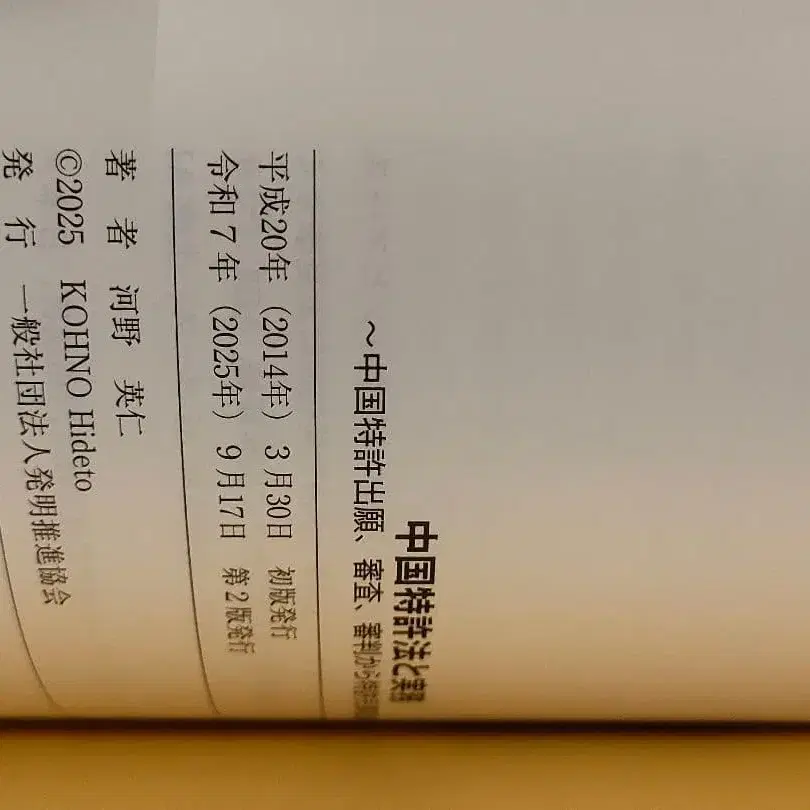 中国特許法と実
～中国特許出願、審査、審判から
平成20年（2014年）3月30日 初版発行
令和7年（2025年）9月17日 第2版発行
著者 河野 英仁
©2025 KOHNO Hideto
発行 一般社団法人発明推進協会